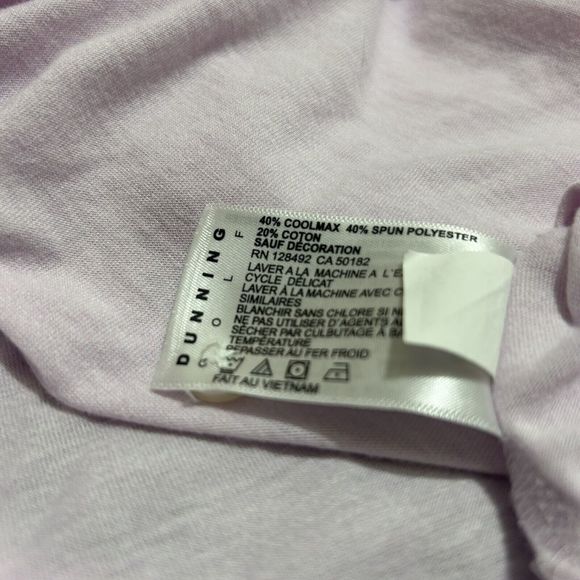 DUNNING
GOLF
40% COOLMAX 40% SPUN POLYESTER
20% COTON
SAUF DÉCORATION
RN 128492 CA 50182
LAVER A LA MACHINE A L'E
CYCLE DÉLICAT
LAVER À LA MACHINE AVEC C
SIMILAIRES
BLANCHIR SANS CHLORE SI N
NE PAS UTILISER D'AGENTS A
SÉCHER PAR CULBUTAGE À BA
TEMPÉRATURE
REPASSER AU FER FROID
FAIT AU VIETNAM